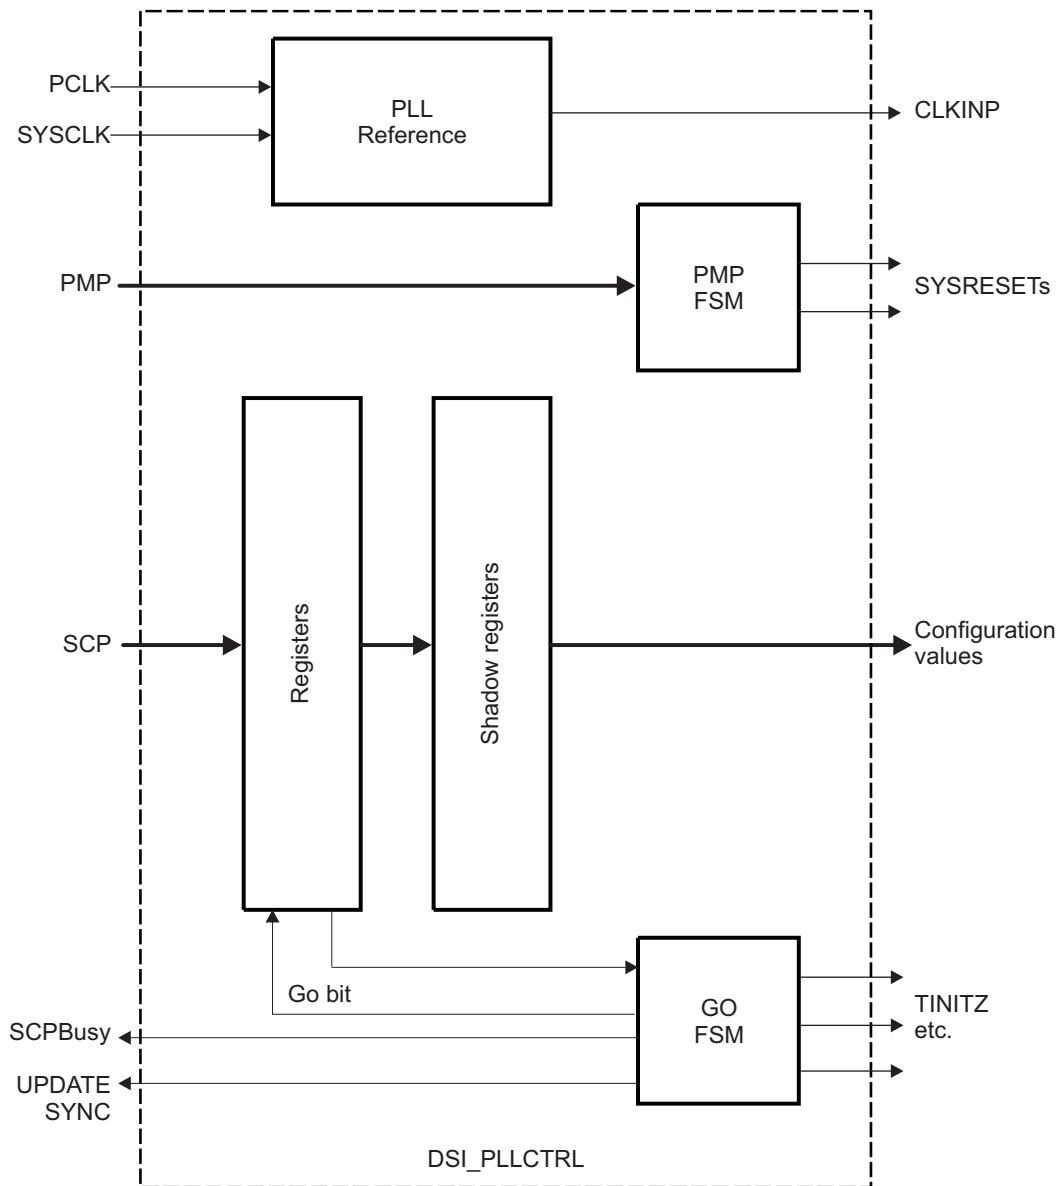 PCLK
SYSCLK
PLL
Reference
CLKINP
PMP
PMP
FSM
SYSRESETs
SCP
Registers
Shadow registers
Configuration
values
Go bit
GO
FSM
TINITZ
etc.
SCPBusy
UPDATE
SYNC
DSI_PLLCTRL